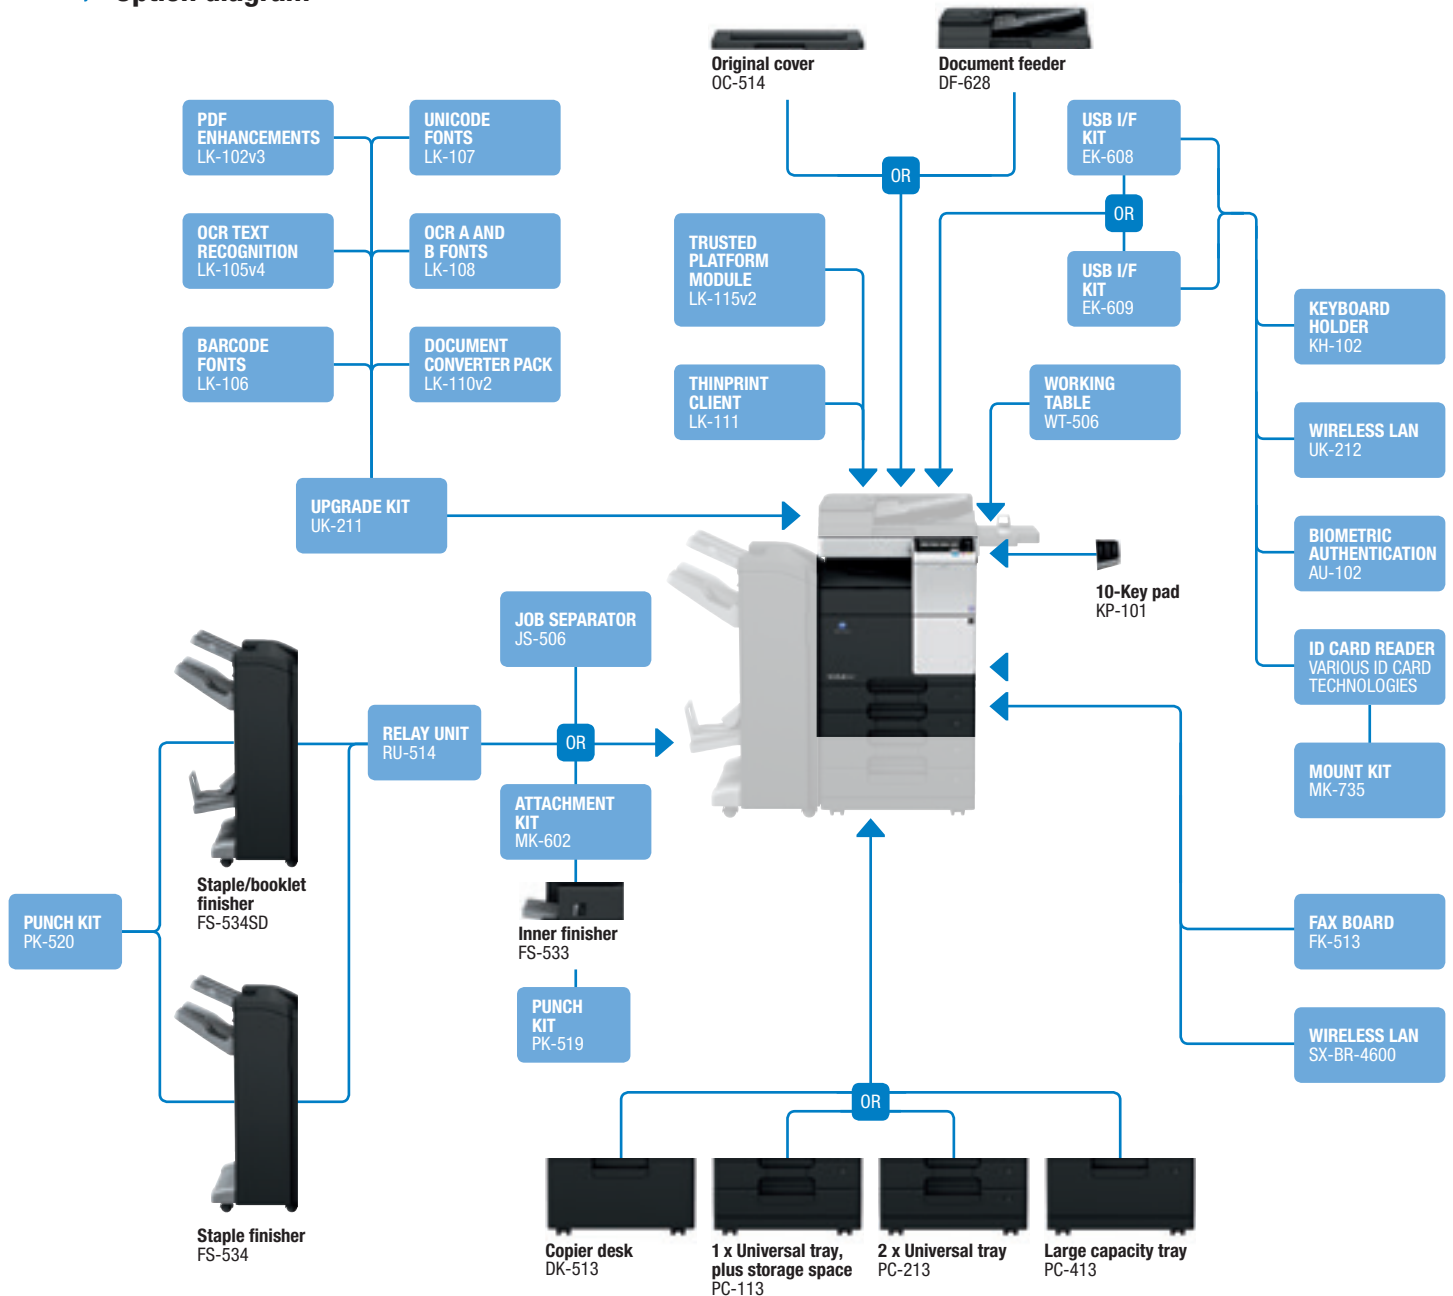 Option diagram
Original cover
OC-514
Document feeder
DF-628
PDF
ENHANCEMENTS
LK-102v3
UNICODE
FONTS
LK-107
USB I/F
KIT
EK-608
OR
OR
OCR TEXT
RECOGNITION
LK-105v4
OCR A AND
B FONTS
LK-108
TRUSTED
PLATFORM
MODULE
LK-115v2
USB I/F
KIT
EK-609
KEYBOARD
HOLDER
KH-102
BARCODE
FONTS
LK-106
DOCUMENT
CONVERTER PACK
LK-110v2
THINPRINT
CLIENT
LK-111
WORKING
TABLE
WT-506
WIRELESS LAN
UK-212
UPGRADE KIT
UK-211
BIOMETRIC
AUTHENTICATION
AU-102
10-Key pad
KP-101
JOB SEPARATOR
JS-506
ID CARD READER
VARIOUS ID CARD
TECHNOLOGIES
RELAY UNIT
RU-514
OR
MOUNT KIT
MK-735
ATTACHMENT
KIT
MK-602
Staple/booklet
finisher
FS-534SD
PUNCH KIT
PK-520
Inner finisher
FS-533
FAX BOARD
FK-513
PUNCH
KIT
PK-519
WIRELESS LAN
SX-BR-4600
OR
Staple finisher
FS-534
Copier desk
DK-513
1 x Universal tray,
plus storage space
PC-113
2 x Universal tray
PC-213
Large capacity tray
PC-413